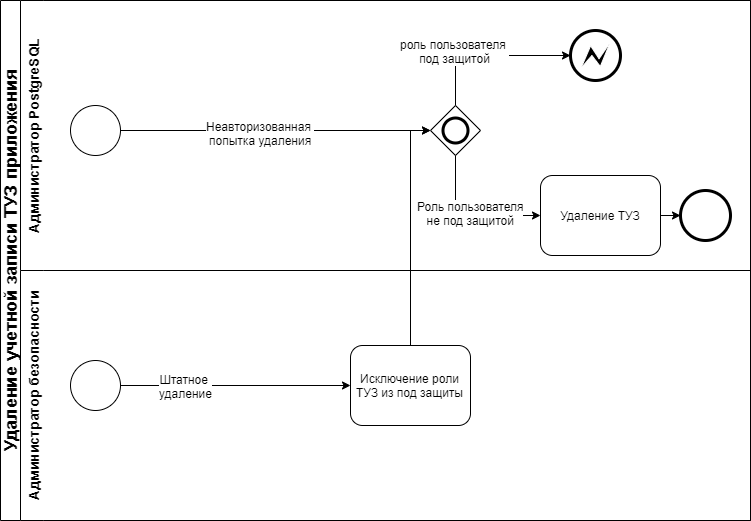 Удаление учетной записи ТУЗ приложения
Администратор PostgreSQL
роль пользователя
под защитой
Неавторизованная
попытка удаления
Роль пользователя
не под защитой
Удаление ТУЗ
Администратор безопасности
Штатное
удаление
Исключение роли
ТУЗ из под защиты